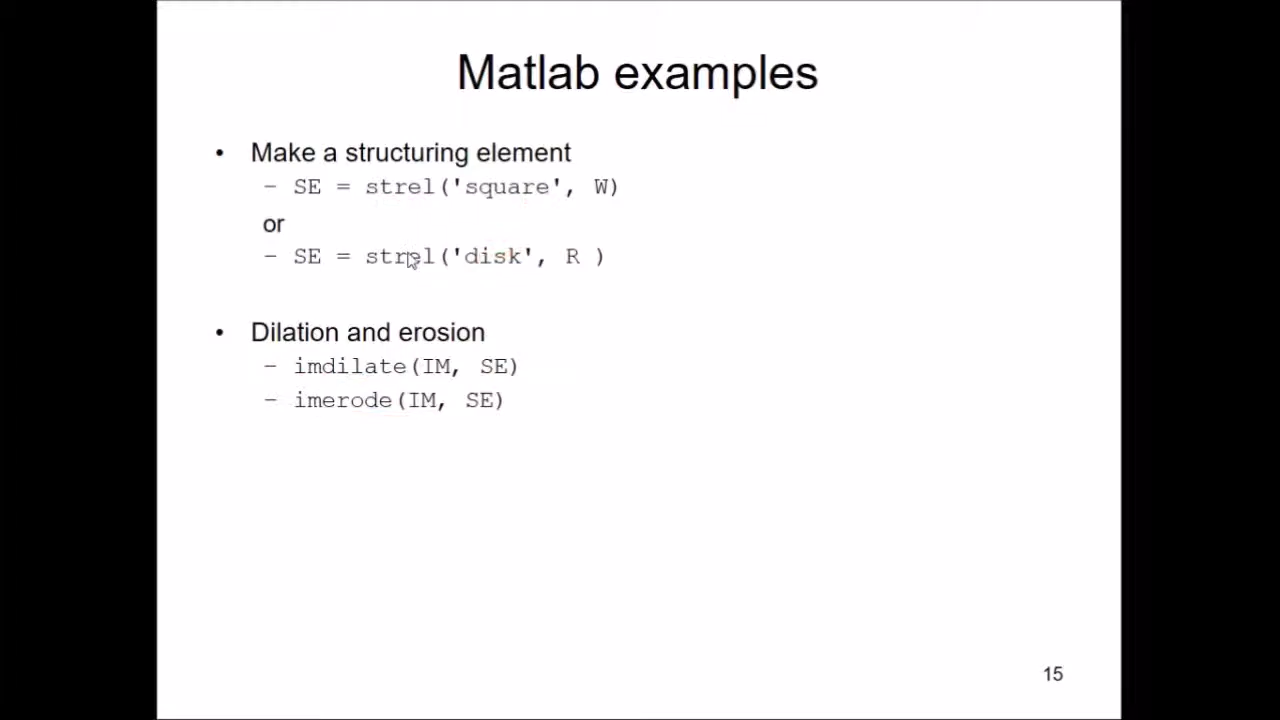 Matlab examples
• Make a structuring element
– SE = strel('square', W)
or
– SE = strel('disk', R )
• Dilation and erosion
– imdilate(IM, SE)
– imerode(IM, SE)
15